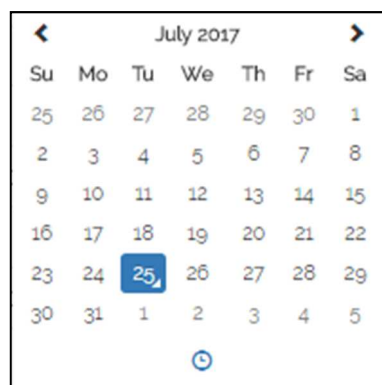 July 2017
Su Mo Tu We Th Fr Sa
25 26 27 28 29 30 1
2 3 4 5 6 7 8
9 10 11 12 13 14 15
16 17 18 19 20 21 22
23 24 25 26 27 28 29
30 31 1 2 3 4 5